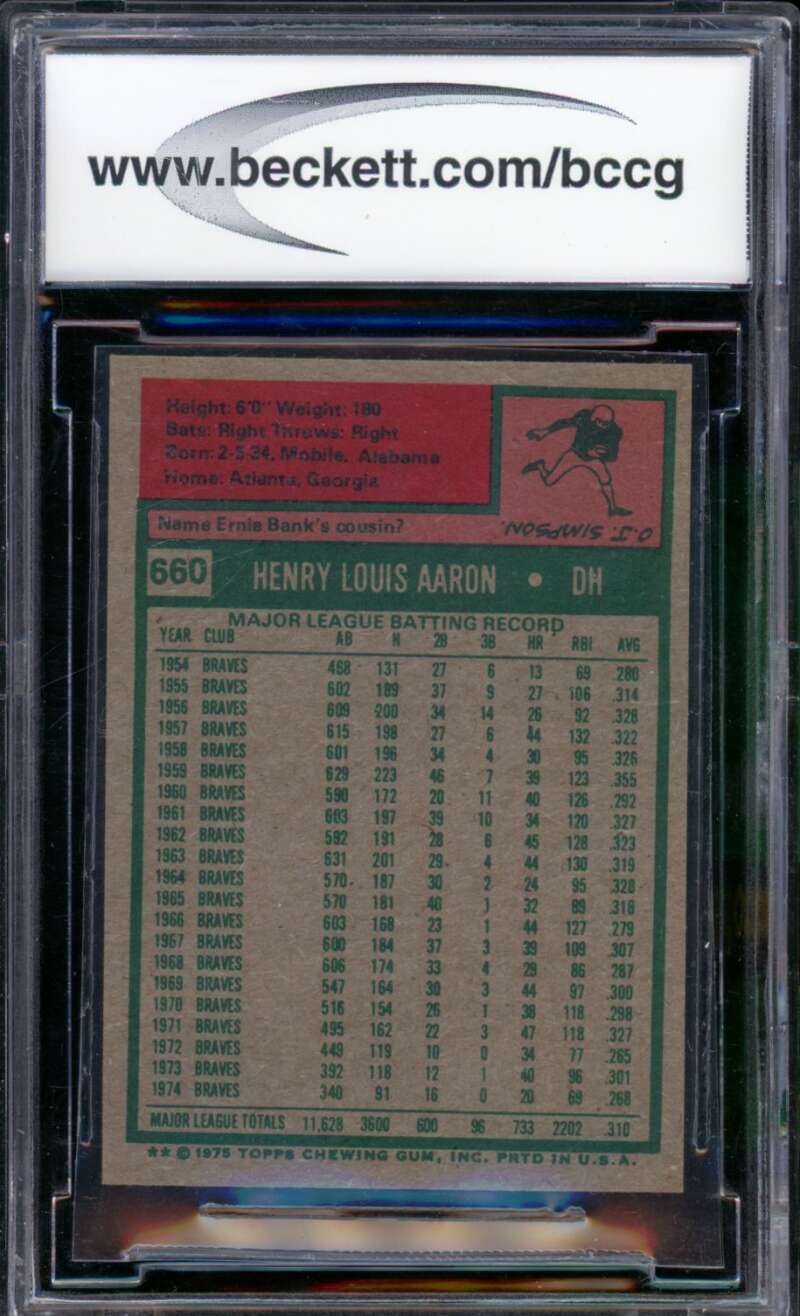 www.beckett.com/bccg
Height: 6'0" Weight: 180
Bats: Right Throws: Right
Born: 2-5-34, Mobile, Alabama
Home: Atlanta, Georgia
Name Ernie Bank's cousin?
O.J. SIMPSON.
660 HENRY LOUIS AARON • DH
MAJOR LEAGUE BATTING RECORD
YEAR CLUB AB H 2B 3B HR RBI AVG
1954 BRAVES 468 131 27 6 13 69 .280
1955 BRAVES 602 189 37 9 27 106 .314
1956 BRAVES 609 200 34 14 26 92 .328
1957 BRAVES 615 198 27 6 44 132 .322
1958 BRAVES 601 196 34 4 30 95 .326
1959 BRAVES 629 223 46 7 39 123 .355
1960 BRAVES 590 172 20 11 40 126 .292
1961 BRAVES 603 197 39 10 34 120 .327
1962 BRAVES 592 191 28 6 45 128 .323
1963 BRAVES 631 201 29 4 44 130 .319
1964 BRAVES 570 187 30 2 24 95 .328
1965 BRAVES 570 181 40 1 32 89 .318
1966 BRAVES 603 168 23 1 44 127 .279
1967 BRAVES 600 184 37 3 39 109 .307
1968 BRAVES 606 174 33 4 29 86 .287
1969 BRAVES 547 164 30 3 44 97 .300
1970 BRAVES 516 154 26 1 38 118 .298
1971 BRAVES 495 162 22 3 47 118 .327
1972 BRAVES 449 119 10 0 34 77 .265
1973 BRAVES 392 118 12 1 40 96 .301
1974 BRAVES 340 91 16 0 20 69 .268
MAJOR LEAGUE TOTALS 11,628 3600 600 96 733 2202 .310
** © 1975 TOPPS CHEWING GUM, INC. PRTD IN U.S.A.